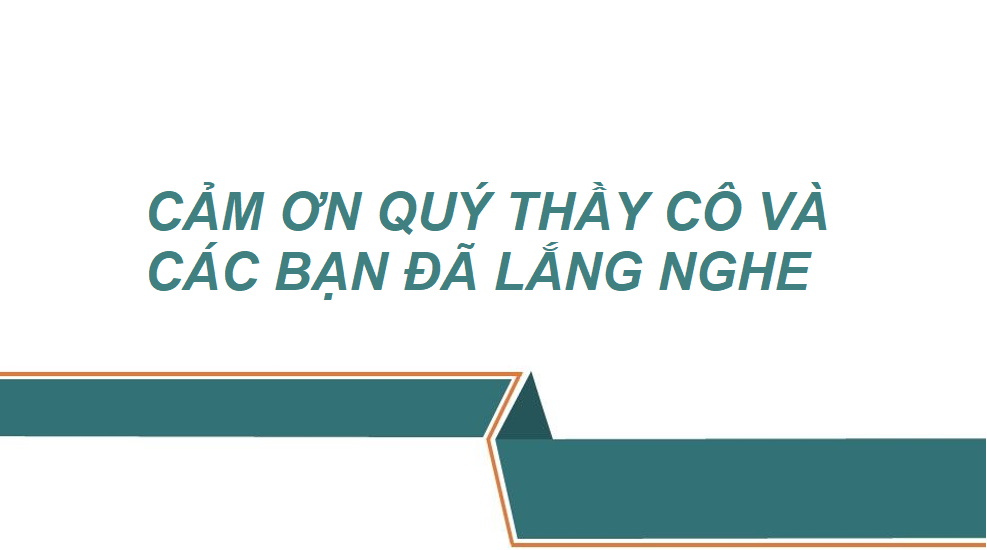 CẢM ƠN QUÝ THẦY CÔ VÀ
CÁC BẠN ĐÃ LẮNG NGHE